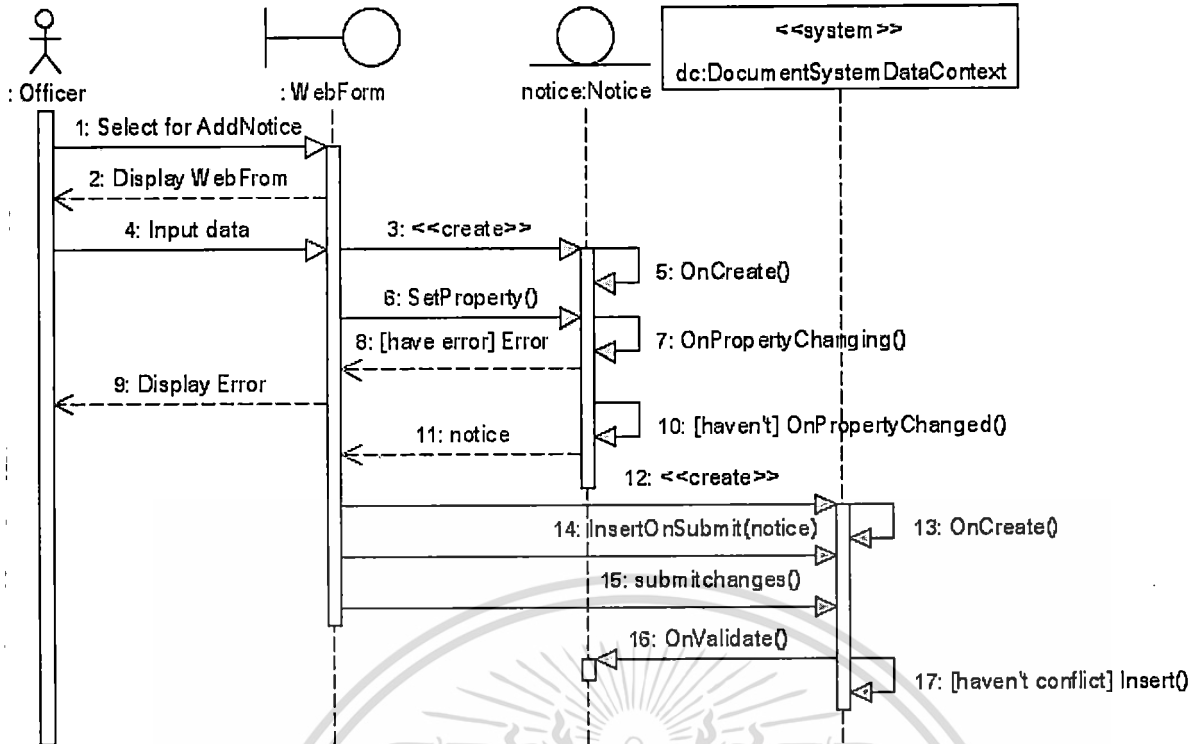 <<system>>
: Officer
: WebForm
notice:Notice
dc:DocumentSystemDataContext
1: Select for AddNotice
2: Display WebFrom
4: Input data
3: <<create>>
5: OnCreate()
6: SetProperty()
7: OnPropertyChanging()
8: [have error] Error
9: Display Error
10: [haven't] OnPropertyChanged()
11: notice
12: <<create>>
13: OnCreate()
14: InsertOnSubmit(notice)
15: submitchanges()
16: OnValidate()
17: [haven't conflict] Insert()